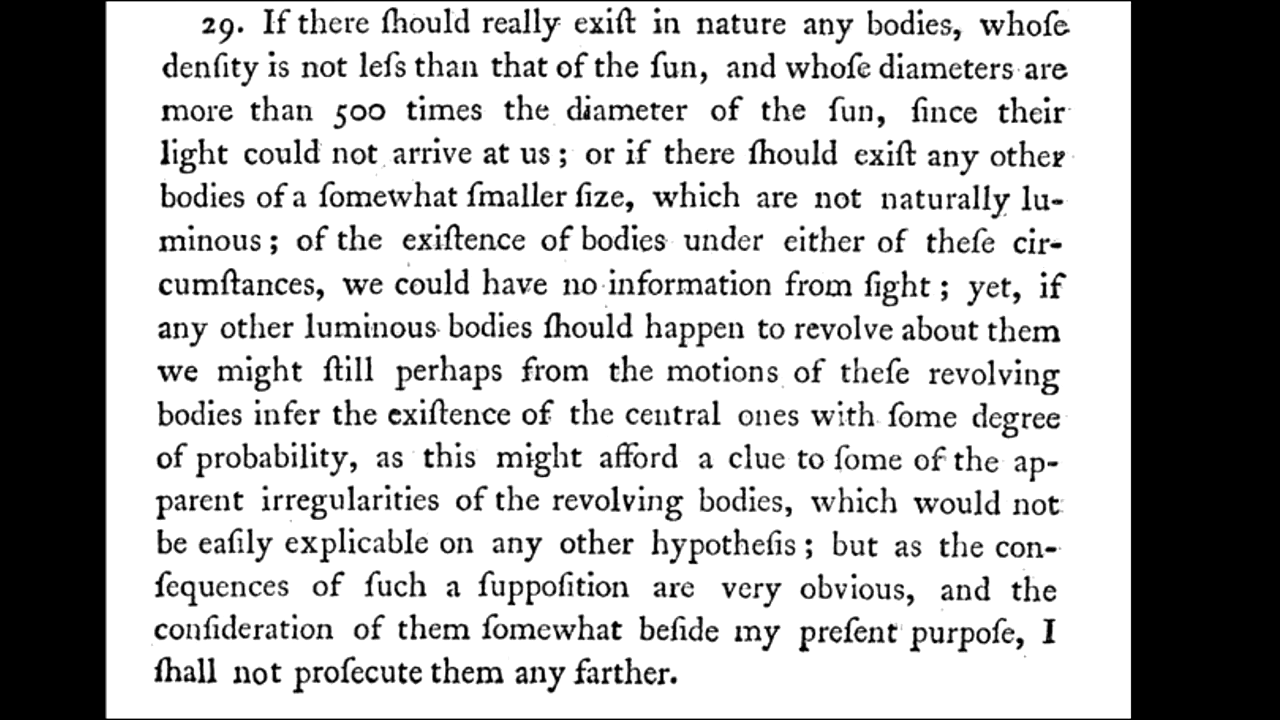 29. If there ſhould really exiſt in nature any bodies, whoſe
denſity is not leſs than that of the ſun, and whoſe diameters are
more than 500 times the diameter of the ſun, ſince their
light could not arrive at us; or if there ſhould exiſt any other
bodies of a ſomewhat ſmaller ſize, which are not naturally lu-
minous; of the exiſtence of bodies under either of theſe cir-
cumſtances, we could have no information from ſight; yet, if
any other luminous bodies ſhould happen to revolve about them
we might ſtill perhaps from the motions of theſe revolving
bodies infer the exiſtence of the central ones with ſome degree
of probability, as this might afford a clue to ſome of the ap-
parent irregularities of the revolving bodies, which would not
be eaſily explicable on any other hypotheſis; but as the con-
ſequences of ſuch a ſuppoſition are very obvious, and the
conſideration of them ſomewhat beſide my preſent purpoſe, I
ſhall not proſecute them any farther.